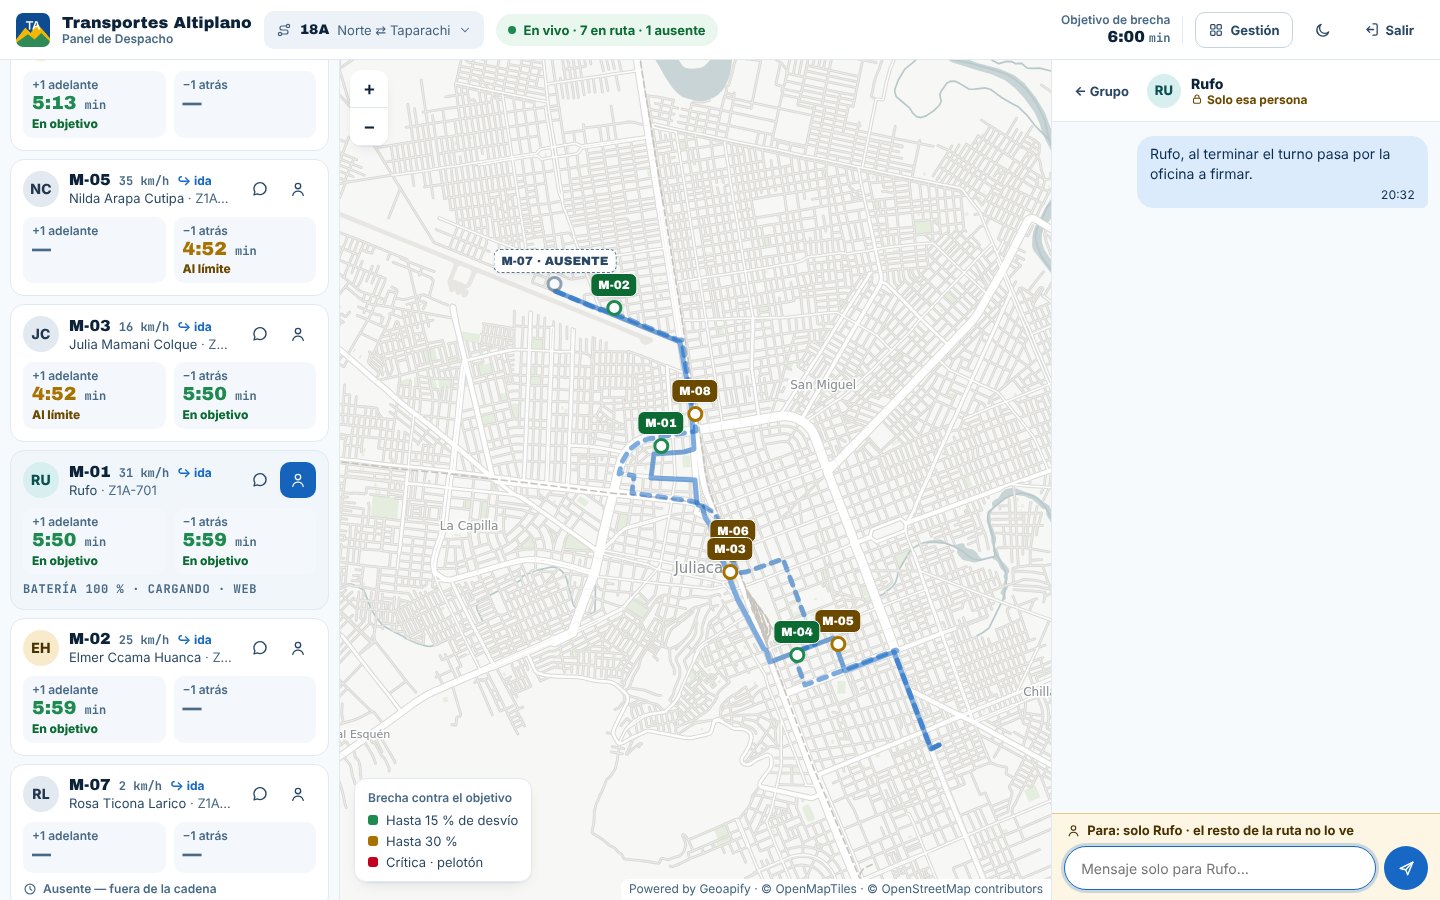 TA
Transportes Altiplano
Panel de Despacho
18A Norte ⇄ Taparachi
En vivo · 7 en ruta · 1 ausente
Objetivo de brecha
6:00 min
Gestión
Salir
+1 adelante
5:13 min
En objetivo
−1 atrás
—
NC
M-05 35 km/h ↪ ida
Nilda Arapa Cutipa · Z1A...
+1 adelante
—
−1 atrás
4:52 min
Al límite
JC
M-03 16 km/h ↪ ida
Julia Mamani Colque · Z...
+1 adelante
4:52 min
Al límite
−1 atrás
5:50 min
En objetivo
RU
M-01 31 km/h ↪ ida
Rufo · Z1A-701
+1 adelante
5:50 min
En objetivo
−1 atrás
5:59 min
En objetivo
BATERÍA 100 % · CARGANDO · WEB
EH
M-02 25 km/h ↪ ida
Elmer Ccama Huanca · Z...
+1 adelante
5:59 min
En objetivo
−1 atrás
—
RL
M-07 2 km/h ↪ ida
Rosa Ticona Larico · Z1A...
+1 adelante
—
−1 atrás
—
Ausente — fuera de la cadena
+
−
M-07 · AUSENTE
M-02
M-08
San Miguel
M-01
La Capilla
M-06
M-03
Juliaca
M-05
M-04
Chilla
al Esquén
Brecha contra el objetivo
Hasta 15 % de desvío
Hasta 30 %
Crítica · pelotón
Powered by Geoapify · © OpenMapTiles · © OpenStreetMap contributors
← Grupo
RU
Rufo
Solo esa persona
Rufo, al terminar el turno pasa por la
oficina a firmar.
20:32
Para: solo Rufo · el resto de la ruta no lo ve
Mensaje solo para Rufo...